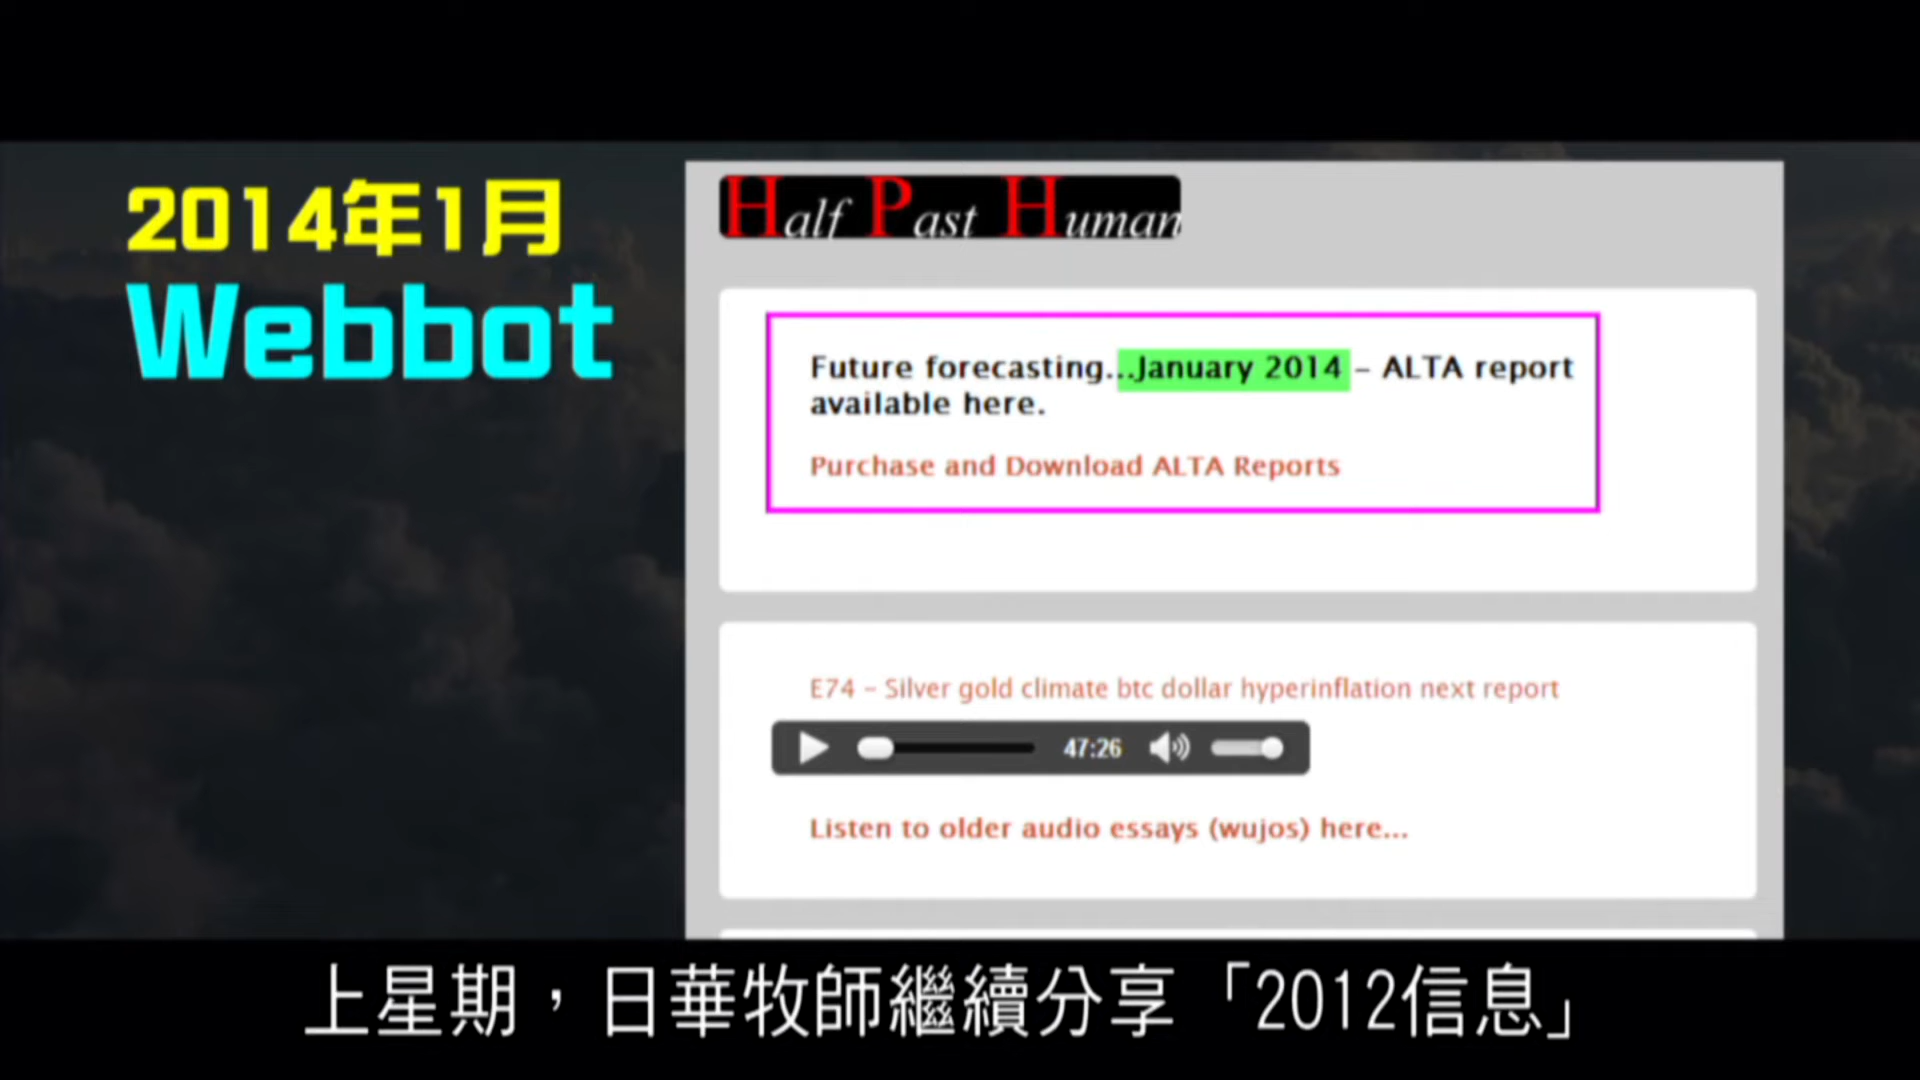 2014年1月
Webbot
Half Past Human
Future forecasting...January 2014 – ALTA report
available here.
Purchase and Download ALTA Reports
E74 – Silver gold climate btc dollar hyperinflation next report
47:26
Listen to older audio essays (wujos) here...
上星期，日華牧師繼續分享「2012信息」